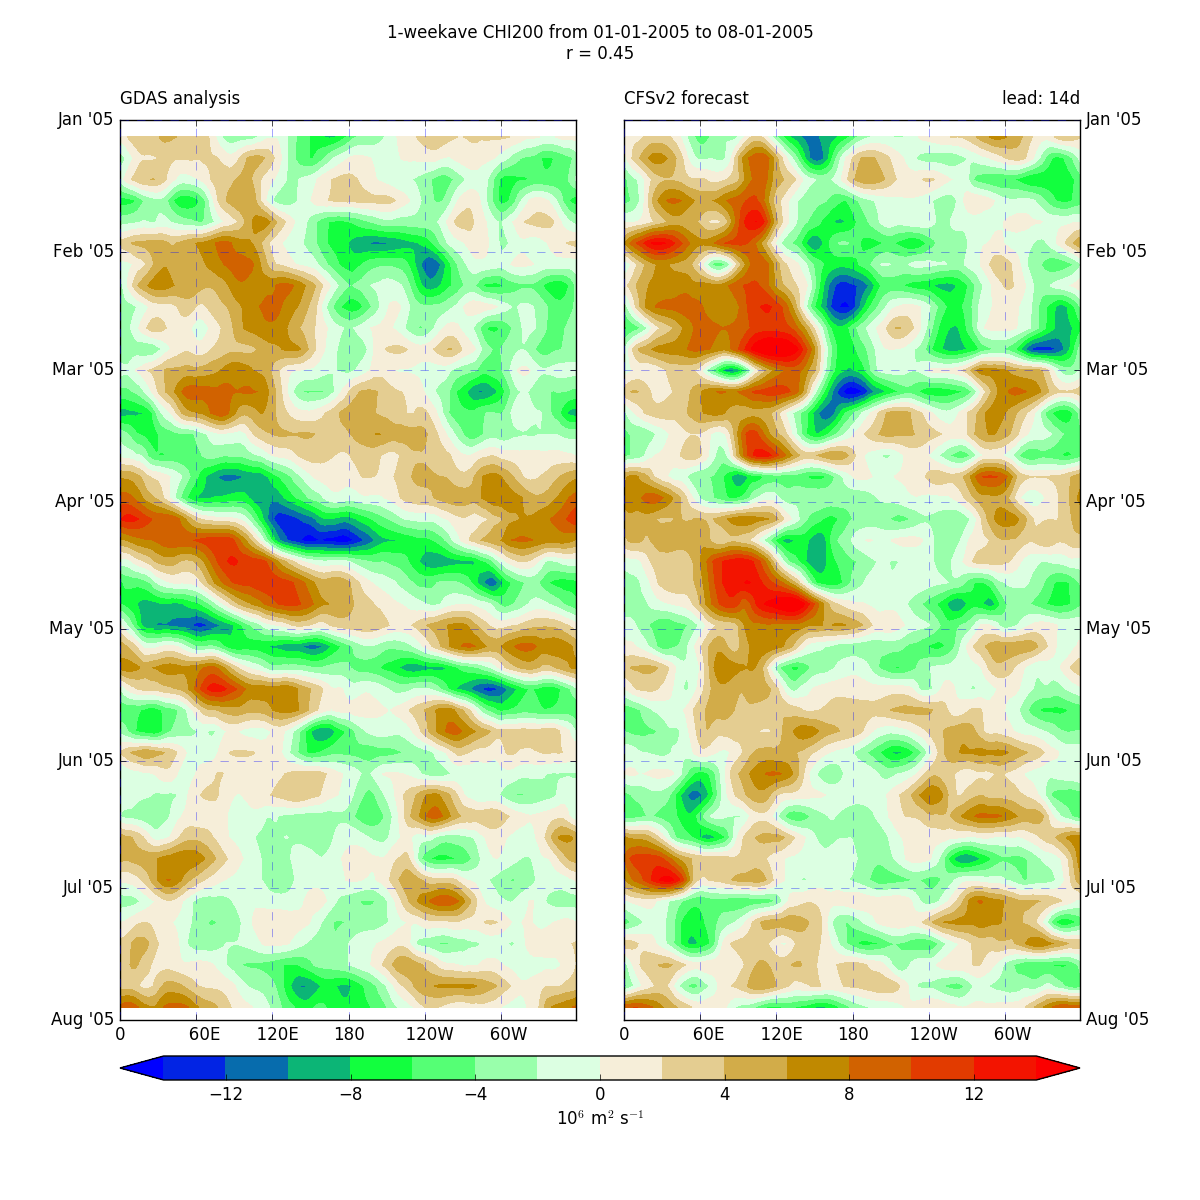 1-weekave CHI200 from 01-01-2005 to 08-01-2005
r = 0.45
GDAS analysis
CFSv2 forecast
lead: 14d
Jan '05
Feb '05
Mar '05
Apr '05
May '05
Jun '05
Jul '05
Aug '05
Jan '05
Feb '05
Mar '05
Apr '05
May '05
Jun '05
Jul '05
Aug '05
0 60E 120E 180 120W 60W
0 60E 120E 180 120W 60W
−12 −8 −4 0 4 8 12
10⁶ m² s⁻¹